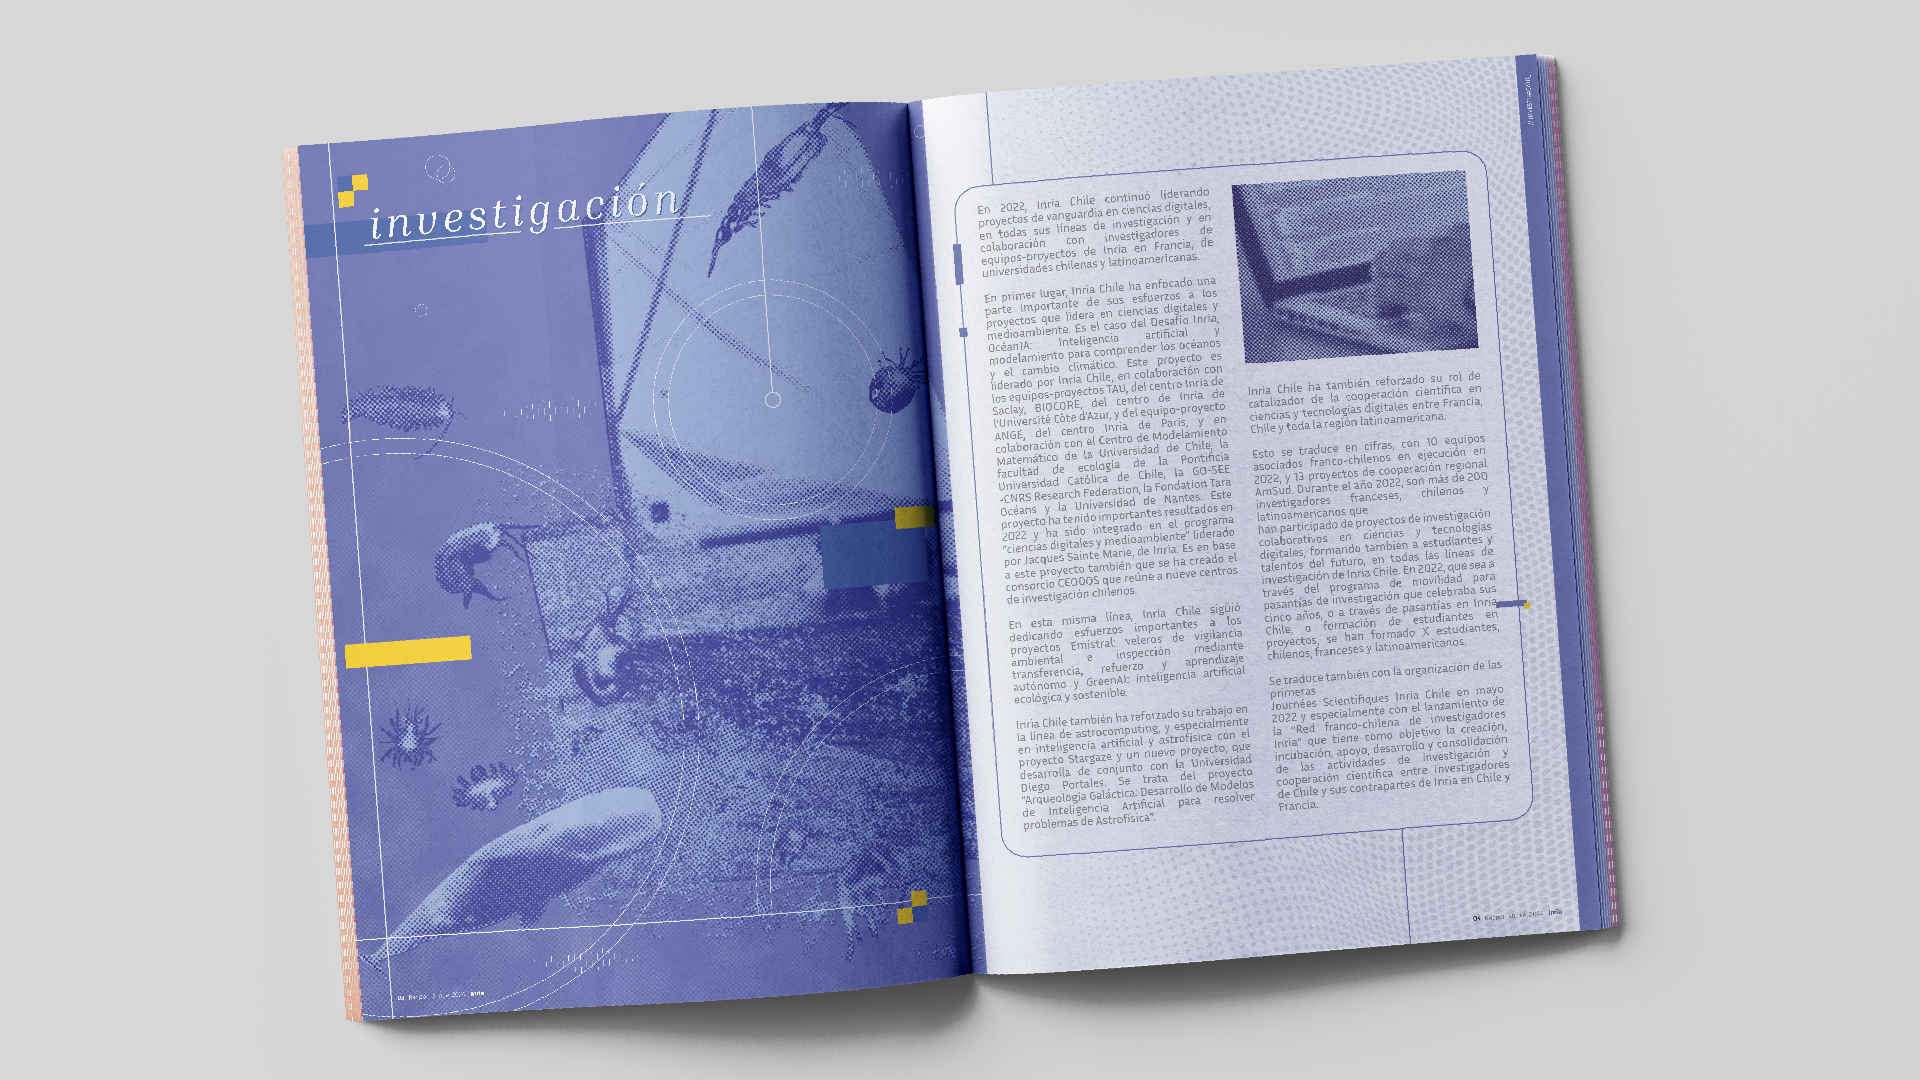 investigación
En 2022, Inria Chile continuó liderando
proyectos de vanguardia en ciencias digitales,
en todas sus líneas de investigación y en
colaboración con investigadores de
equipos-proyectos de Inria en Francia, de
universidades chilenas y latinoamericanas.
En primer lugar, Inria Chile ha enfocado una
parte importante de sus esfuerzos a los
proyectos que lidera en ciencias digitales y
medioambiente. Es el caso del Desafío Inria,
OcéanIA: Inteligencia artificial y
modelamiento para comprender los océanos
y el cambio climático. Este proyecto es
liderado por Inria Chile, en colaboración con
los equipos-proyectos TAU, del centro Inria de
Saclay, BIOCORE, del centro de Inria de
l'Université Côte d'Azur, y del equipo-proyecto
ANGE, del centro Inria de Paris, y en
colaboración con el Centro de Modelamiento
Matemático de la Universidad de Chile, la
facultad de ecología de la Pontificia
Universidad Católica de Chile, la GO-SEE
-CNRS Research Federation, la Fondation Tara
Océans y la Universidad de Nantes. Este
proyecto ha tenido importantes resultados en
2022 y ha sido integrado en el programa
"ciencias digitales y medioambiente" liderado
por Jacques Sainte Marie, de Inria. Es en base
a este proyecto también que se ha creado el
consorcio CEODOS que reúne a nueve centros
de investigación chilenos.
En esta misma línea, Inria Chile siguió
dedicando esfuerzos importantes a los
proyectos Emistral: veleros de vigilancia
ambiental e inspección mediante
transferencia, refuerzo y aprendizaje
autónomo y GreenAI: inteligencia artificial
ecológica y sostenible.
Inria Chile también ha reforzado su trabajo en
la línea de astrocomputing, y especialmente
en inteligencia artificial y astrofísica con el
proyecto Stargaze y un nuevo proyecto, que
desarrolla de conjunto con la Universidad
Diego Portales. Se trata del proyecto
"Arqueología Galáctica: Desarrollo de Modelos
de Inteligencia Artificial para resolver
problemas de Astrofísica".
Inria Chile ha también reforzado su rol de
catalizador de la cooperación científica en
ciencias y tecnologías digitales entre Francia,
Chile y toda la región latinoamericana.
Esto se traduce en cifras, con 10 equipos
asociados franco-chilenos en ejecución en
2022, y 13 proyectos de cooperación regional
AmSud. Durante el año 2022, son más de 200
investigadores franceses, chilenos y
latinoamericanos que
han participado de proyectos de investigación
colaborativos en ciencias y tecnologías
digitales, formando también a estudiantes y
talentos del futuro, en todas las líneas de
investigación de Inria Chile. En 2022, que sea a
través del programa de movilidad para
pasantías de investigación que celebraba sus
cinco años, o a través de pasantías en Inria
Chile, o formación de estudiantes en
proyectos, se han formado X estudiantes,
chilenos, franceses y latinoamericanos.
Se traduce también con la organización de las
primeras
Journées Scientifiques Inria Chile en mayo
2022 y especialmente con el lanzamiento de
la "Red franco-chilena de investigadores
Inria" que tiene como objetivo la creación,
incubación, apoyo, desarrollo y consolidación
de las actividades de investigación y
cooperación científica entre investigadores
de Chile y sus contrapartes de Inria en Chile y
Francia.